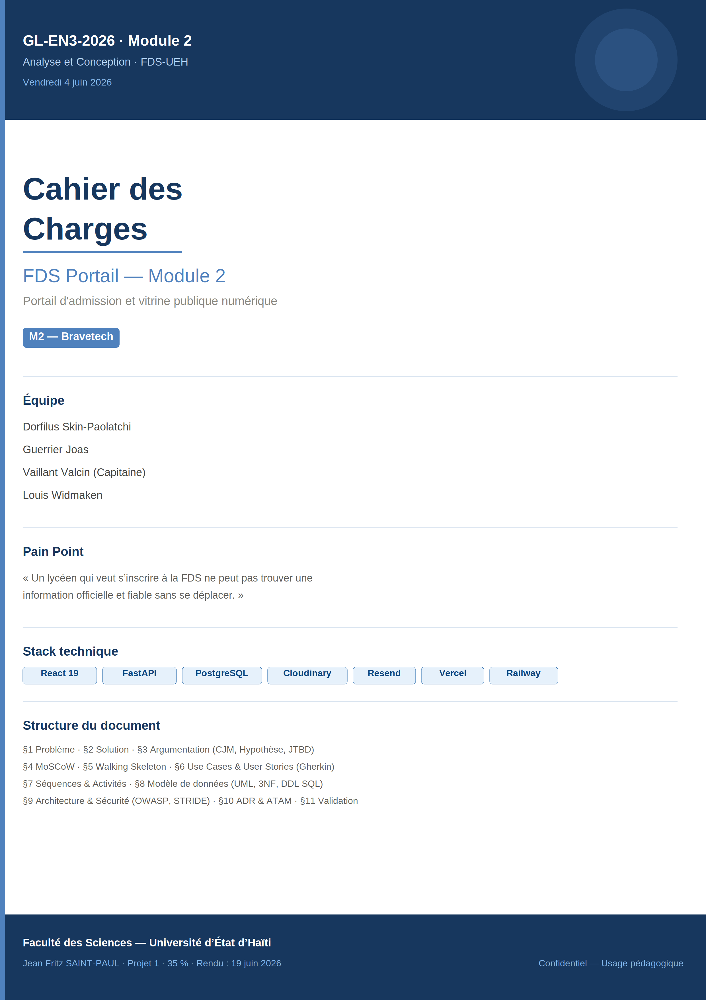 GL-EN3-2026 · Module 2
Analyse et Conception · FDS-UEH
Vendredi 4 juin 2026
Cahier des
Charges
FDS Portail — Module 2
Portail d'admission et vitrine publique numérique
M2 — Bravetech
Équipe
Dorfilus Skin-Paolatchi
Guerrier Joas
Vaillant Valcin (Capitaine)
Louis Widmaken
Pain Point
« Un lycéen qui veut s’inscrire à la FDS ne peut pas trouver une
information officielle et fiable sans se déplacer. »
Stack technique
React 19 FastAPI PostgreSQL Cloudinary Resend Vercel Railway
Structure du document
§1 Problème · §2 Solution · §3 Argumentation (CJM, Hypothèse, JTBD)
§4 MoSCoW · §5 Walking Skeleton · §6 Use Cases & User Stories (Gherkin)
§7 Séquences & Activités · §8 Modèle de données (UML, 3NF, DDL SQL)
§9 Architecture & Sécurité (OWASP, STRIDE) · §10 ADR & ATAM · §11 Validation
Faculté des Sciences — Université d’État d’Haïti
Jean Fritz SAINT-PAUL · Projet 1 · 35 % · Rendu : 19 juin 2026
Confidentiel — Usage pédagogique